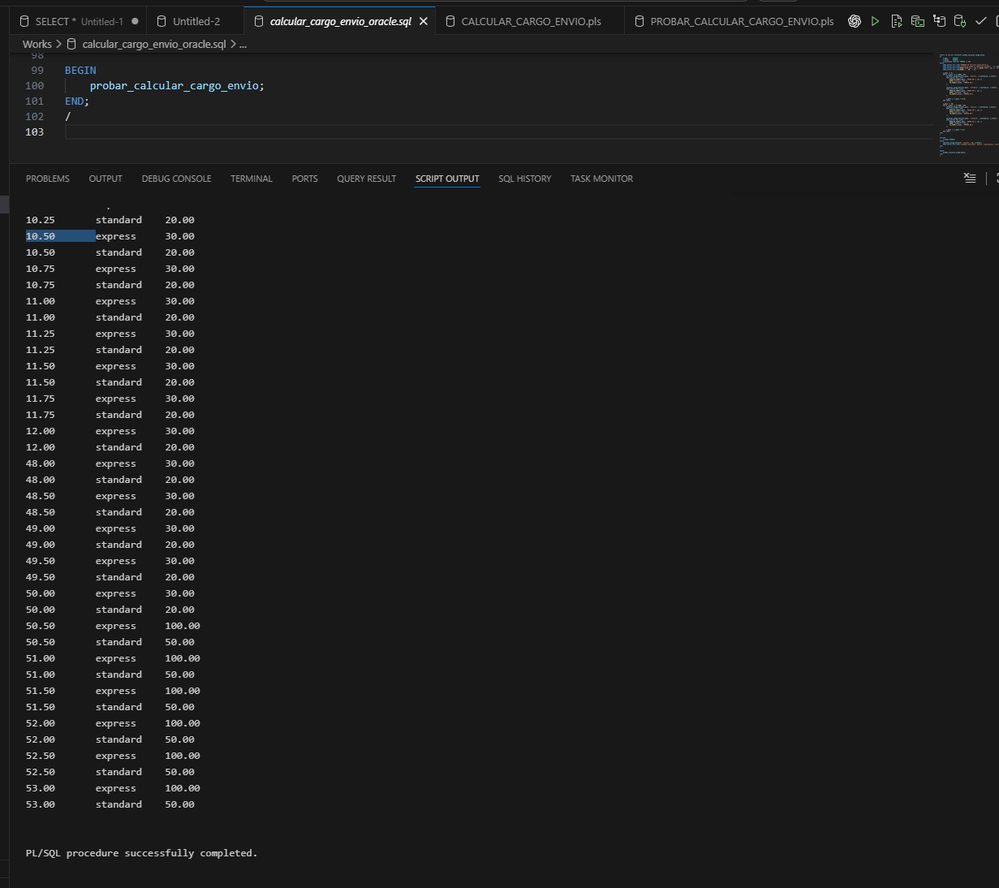 SELECT * Untitled-1 Untitled-2 calcular_cargo_envio_oracle.sql CALCULAR_CARGO_ENVIO.pls PROBAR_CALCULAR_CARGO_ENVIO.pls
Works > calcular_cargo_envio_oracle.sql > ...
98
99 BEGIN
100 probar_calcular_cargo_envio;
101 END;
102 /
103
PROBLEMS OUTPUT DEBUG CONSOLE TERMINAL PORTS QUERY RESULT SCRIPT OUTPUT SQL HISTORY TASK MONITOR
10.25 standard 20.00
10.50 express 30.00
10.50 standard 20.00
10.75 express 30.00
10.75 standard 20.00
11.00 express 30.00
11.00 standard 20.00
11.25 express 30.00
11.25 standard 20.00
11.50 express 30.00
11.50 standard 20.00
11.75 express 30.00
11.75 standard 20.00
12.00 express 30.00
12.00 standard 20.00
48.00 express 30.00
48.00 standard 20.00
48.50 express 30.00
48.50 standard 20.00
49.00 express 30.00
49.00 standard 20.00
49.50 express 30.00
49.50 standard 20.00
50.00 express 30.00
50.00 standard 20.00
50.50 express 100.00
50.50 standard 50.00
51.00 express 100.00
51.00 standard 50.00
51.50 express 100.00
51.50 standard 50.00
52.00 express 100.00
52.00 standard 50.00
52.50 express 100.00
52.50 standard 50.00
53.00 express 100.00
53.00 standard 50.00
PL/SQL procedure successfully completed.